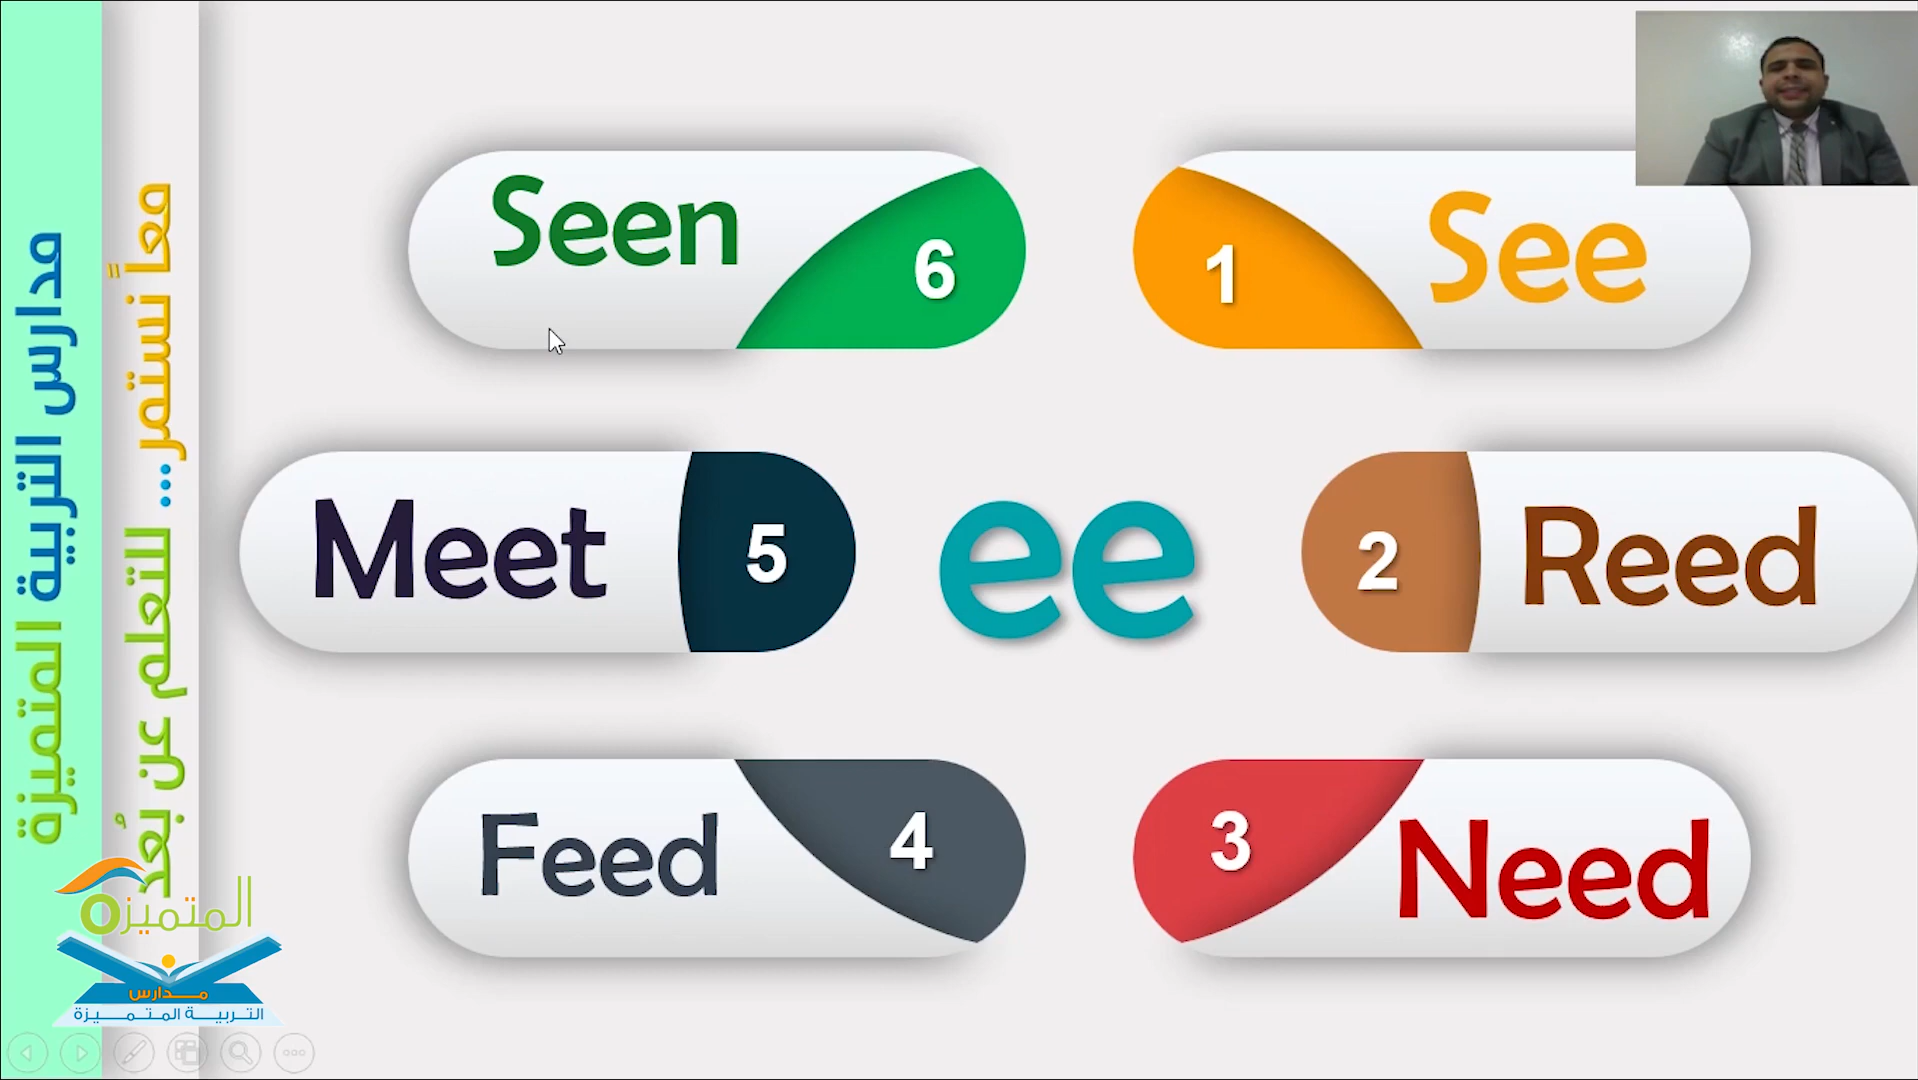 مدارس التربية المتميزة
معاً نستمر... للتعلم عن بُعد
Seen
6
1
See
Meet
5
ee
2
Reed
Feed
4
3
Need
المتميزة
مدارس
التربية المتميزة